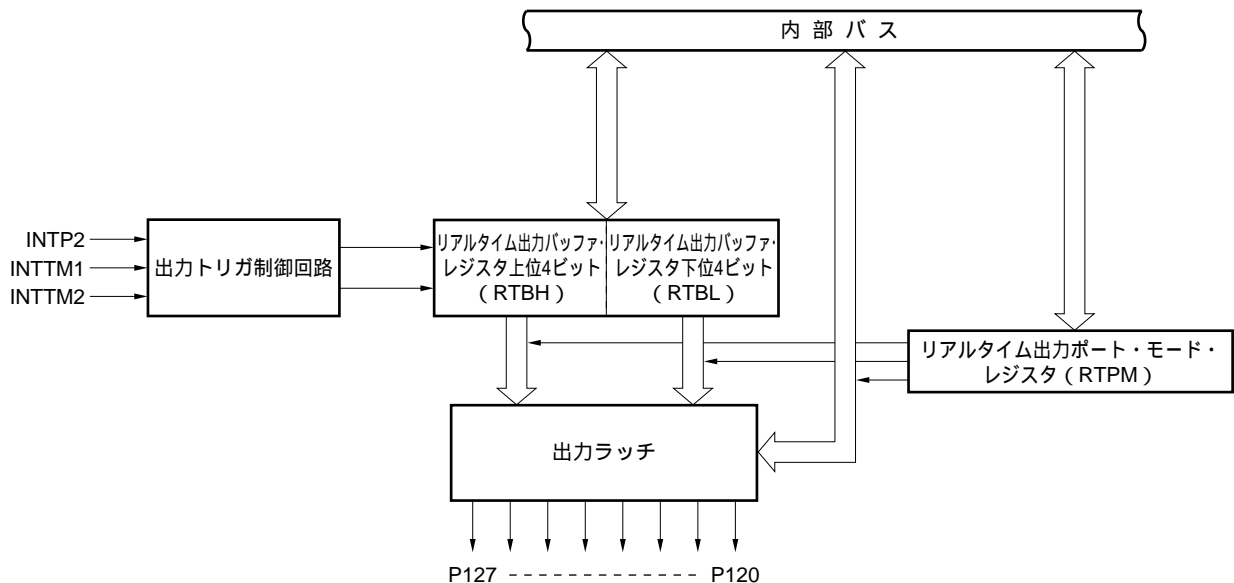 内 部 バ ス
INTP2
INTTM1
INTTM2
出力トリガ制御回路
リアルタイム出力バッファ・
レジスタ上位4ビット
（RTBH）
リアルタイム出力バッファ・
レジスタ下位4ビット
（RTBL）
リアルタイム出力ポート・モード・
レジスタ（RTPM）
出力ラッチ
P127 P120